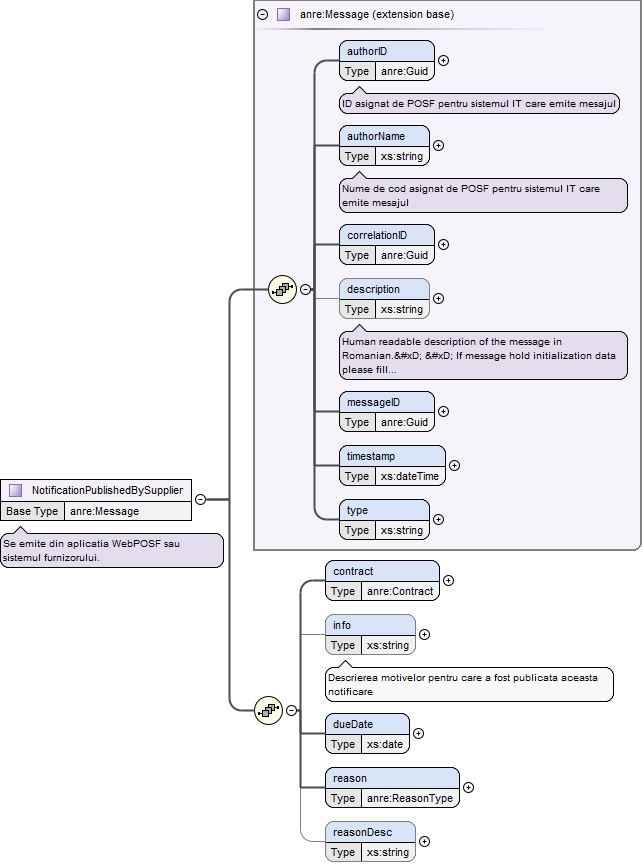 anre:Message (extension base)
authorID
Type anre:Guid
ID asignat de POSF pentru sistemul IT care emite mesajul
authorName
Type xs:string
Nume de cod asignat de POSF pentru sistemul IT care
emite mesajul
correlationID
Type anre:Guid
description
Type xs:string
Human readable description of the message in
Romanian.&#xD; &#xD; If message hold initialization data
please fill...
messageID
Type anre:Guid
timestamp
Type xs:dateTime
type
Type xs:string
NotificationPublishedBySupplier
Base Type anre:Message
Se emite din aplicatia WebPOSF sau
sistemul furnizorului.
contract
Type anre:Contract
info
Type xs:string
Descrierea motivelor pentru care a fost publicata aceasta
notificare
dueDate
Type xs:date
reason
Type anre:ReasonType
reasonDesc
Type xs:string